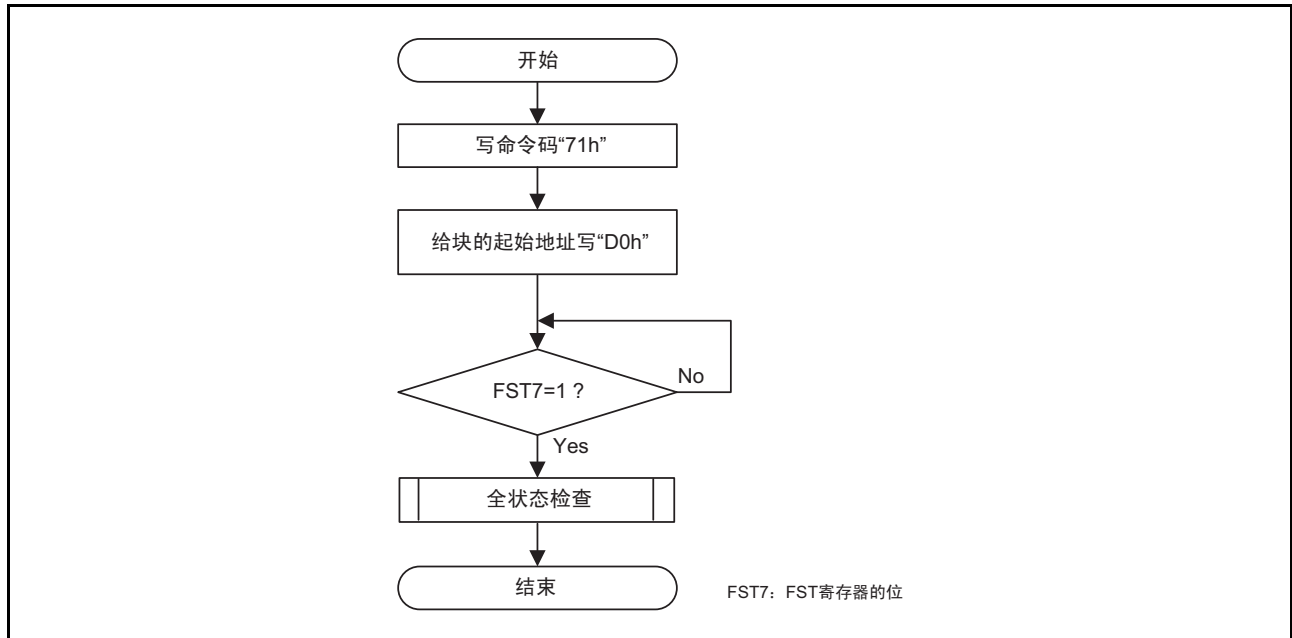 开始
写命令码“71h”
给块的起始地址写“D0h”
FST7=1 ?
No
Yes
全状态检查
结束
FST7：FST寄存器的位